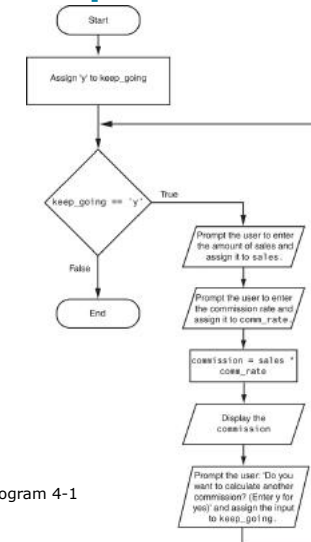 Start
Assign 'y' to keep_going
keep_going == 'y'
True
False
End
Prompt the user to enter
the amount of sales and
assign it to sales.
Prompt the user to enter
the commission rate and
assign it to comm_rate.
commission = sales *
comm_rate
Display the
commission
Prompt the user: 'Do you
want to calculate another
commission? (Enter y for
yes)' and assign the input
to keep_going.
ogram 4-1